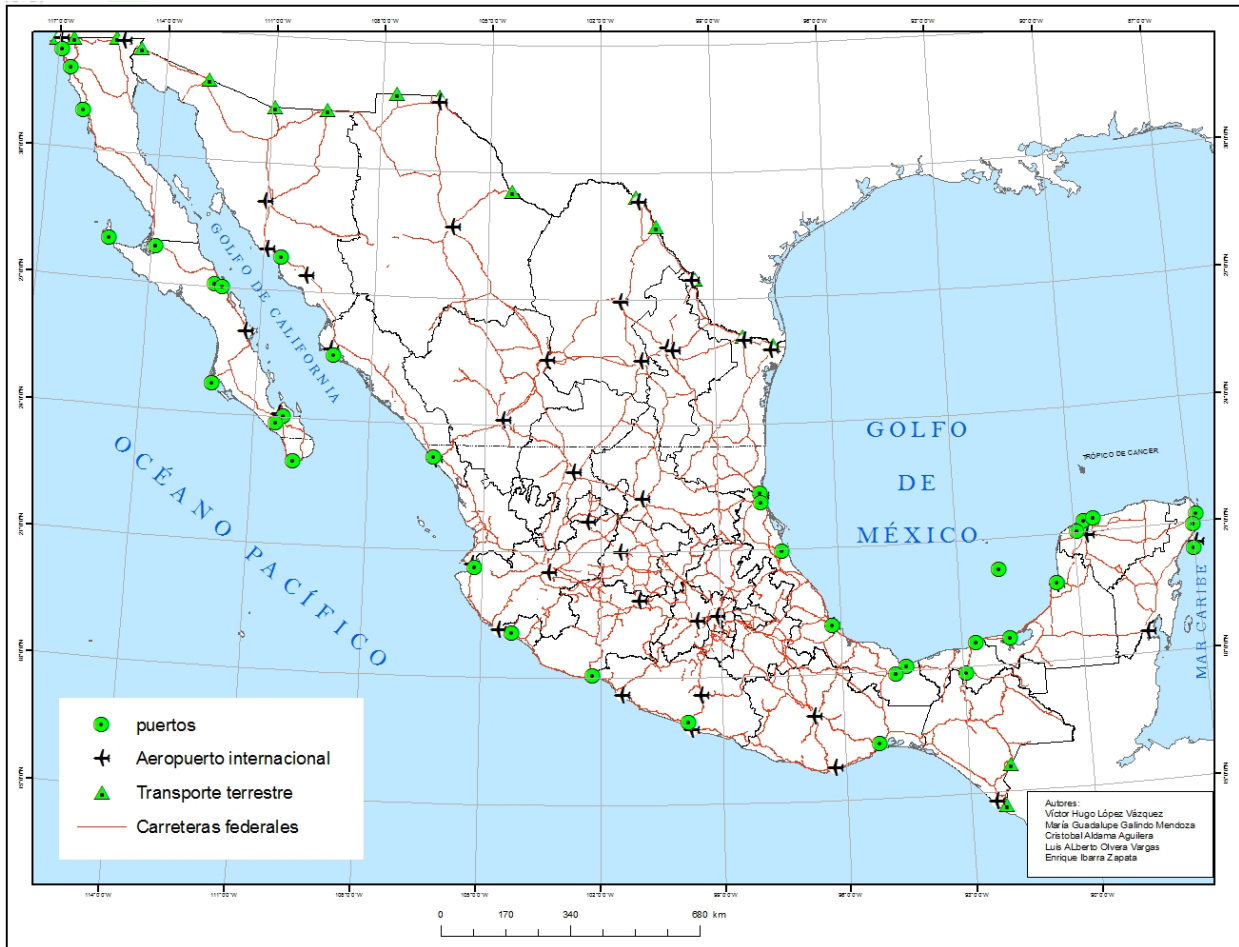 GOLFO DE CALIFORNIA
OCÉANO PACÍFICO
GOLFO
DE
MÉXICO
TRÓPICO DE CANCER
MAR CARIBE
puertos
Aeropuerto internacional
Transporte terrestre
Carreteras federales
Autores:
Víctor Hugo López Vázquez
María Guadalupe Galindo Mendoza
Cristobal Aldama Aguilera
Luis ALberto Olvera Vargas
Enrique Ibarra Zapata
0 170 340 680 km